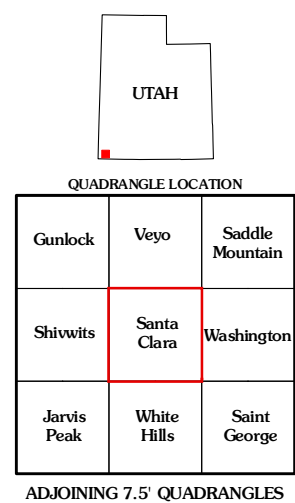 UTAH
QUADRANGLE LOCATION
Gunlock
Veyo
Saddle
Mountain
Shivwits
Santa
Clara
Washington
Jarvis
Peak
White
Hills
Saint
George
ADJOINING 7.5' QUADRANGLES